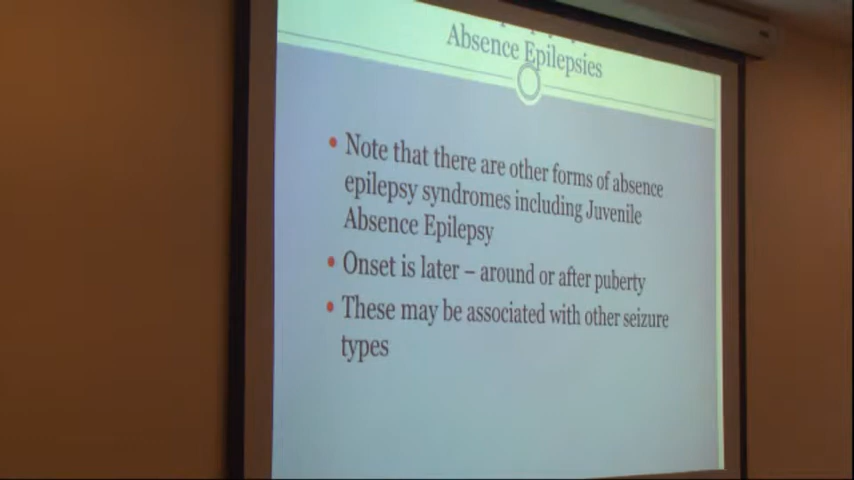 Absence Epilepsies
• Note that there are other forms of absence
epilepsy syndromes including Juvenile
Absence Epilepsy
• Onset is later – around or after puberty
• These may be associated with other seizure
types